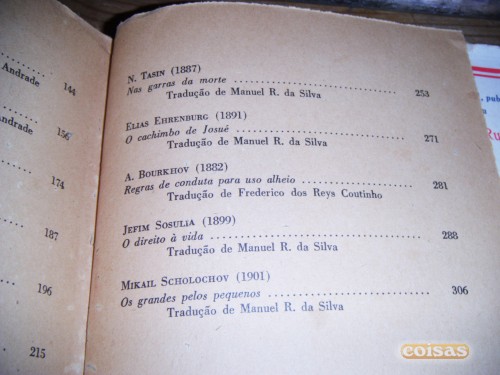 Andrade
144
Andrade
156
174
187
196
215
N. TASIN (1887)
Nas garras da morte ........ 253
Tradução de Manuel R. da Silva
ELIAS EHRENBURG (1891)
O cachimbo de Josué ........ 271
Tradução de Manuel R. da Silva
A. BOURKHOV (1882)
Regras de conduta para uso alheio ........ 281
Tradução de Frederico dos Reys Coutinho
JEFIM SOSULIA (1899)
O direito à vida ........ 288
Tradução de Manuel R. da Silva
MIKAIL SCHOLOCHOV (1901)
Os grandes pelos pequenos ........ 306
Tradução de Manuel R. da Silva
pub
Ru
coisas